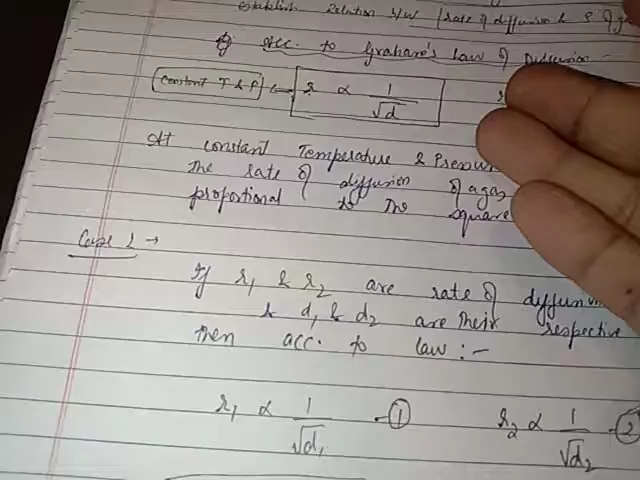 establish Relation b/w (rate of diffusion &
acc. to Graham's Law of Diffusion -
(Constant T & P) r ∝ 1/√d
At constant Temperature &
the rate of diffusion of a gas
proportional to the square
Case 1 →
If r1 & r2 are rate of
& d1 & d2 are their respective
then acc. to law :-
r1 ∝ 1/√d1 -① r2 ∝ 1/√d2 -②